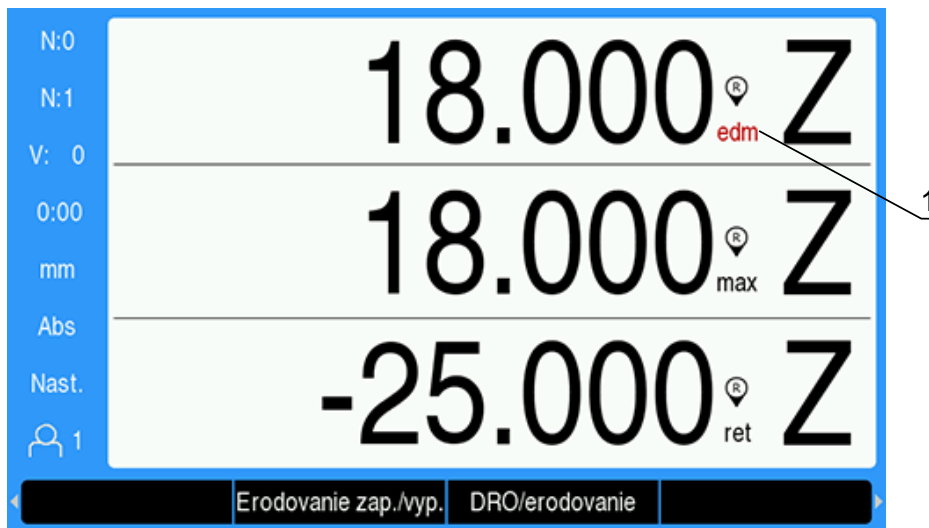 N:0
N:1
V: 0
0:00
mm
Abs
Nast.
1
18.000 R edm Z
18.000 R max Z
-25.000 R ret Z
1
Erodovanie zap./vyp. DRO/erodovanie